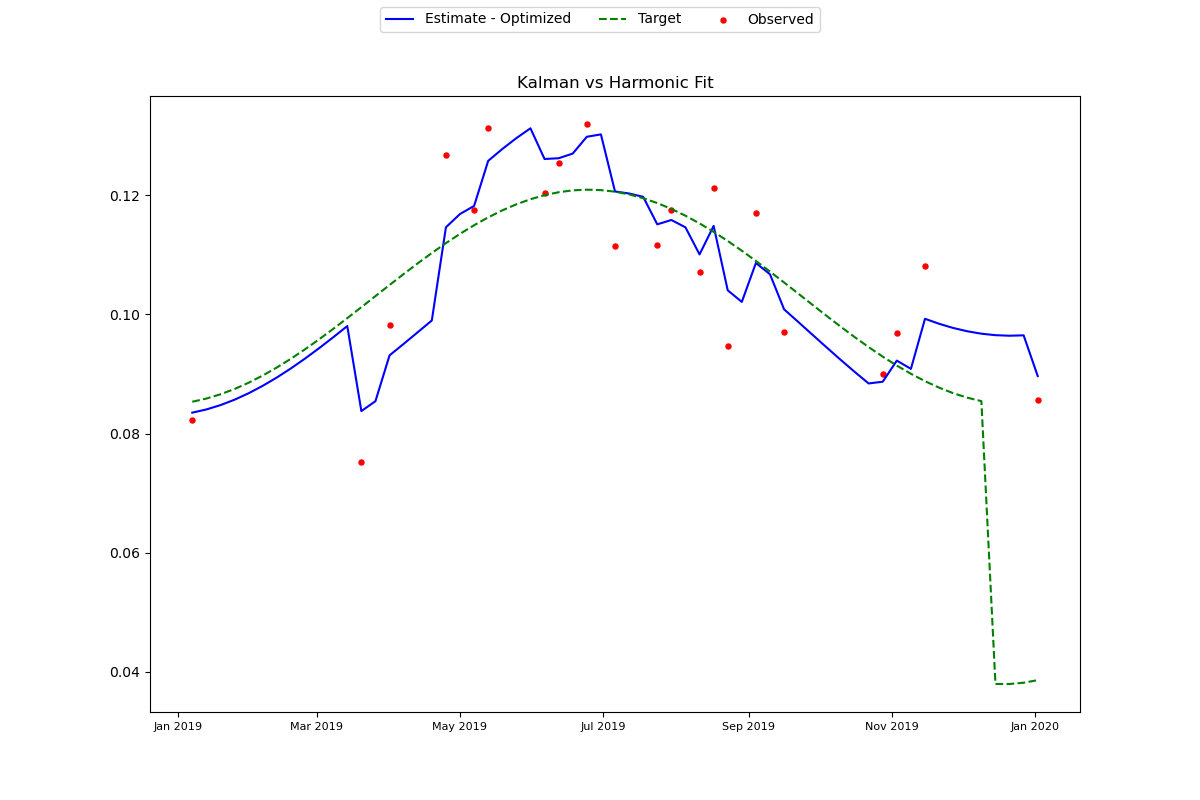 Estimate - Optimized Target Observed
Kalman vs Harmonic Fit
0.12
0.10
0.08
0.06
0.04
Jan 2019 Mar 2019 May 2019 Jul 2019 Sep 2019 Nov 2019 Jan 2020